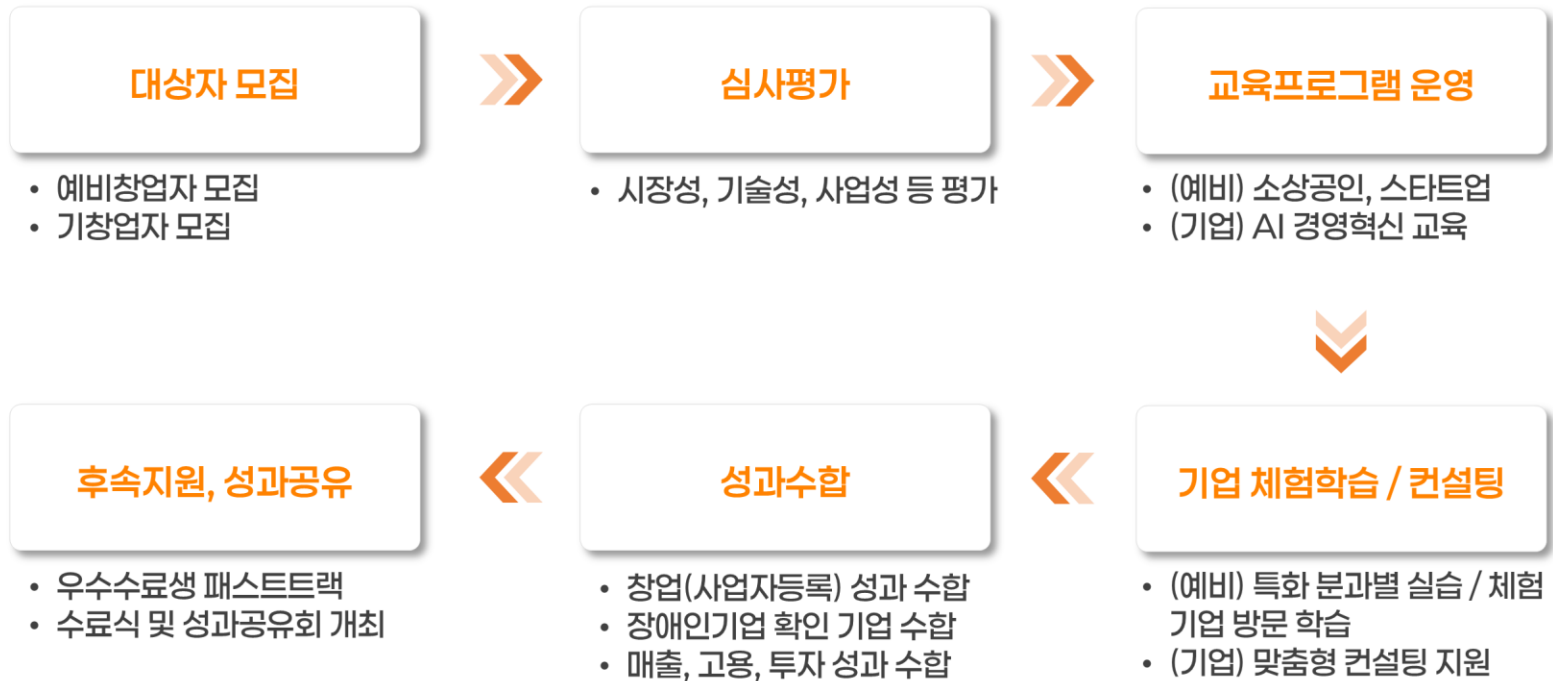 대상자 모집
• 예비창업자 모집
• 기창업자 모집
심사평가
• 시장성, 기술성, 사업성 등 평가
교육프로그램 운영
• (예비) 소상공인, 스타트업
• (기업) AI 경영혁신 교육
기업 체험학습 / 컨설팅
• (예비) 특화 분과별 실습 / 체험
기업 방문 학습
• (기업) 맞춤형 컨설팅 지원
성과수합
• 창업(사업자등록) 성과 수합
• 장애인기업 확인 기업 수합
• 매출, 고용, 투자 성과 수합
후속지원, 성과공유
• 우수수료생 패스트트랙
• 수료식 및 성과공유회 개최